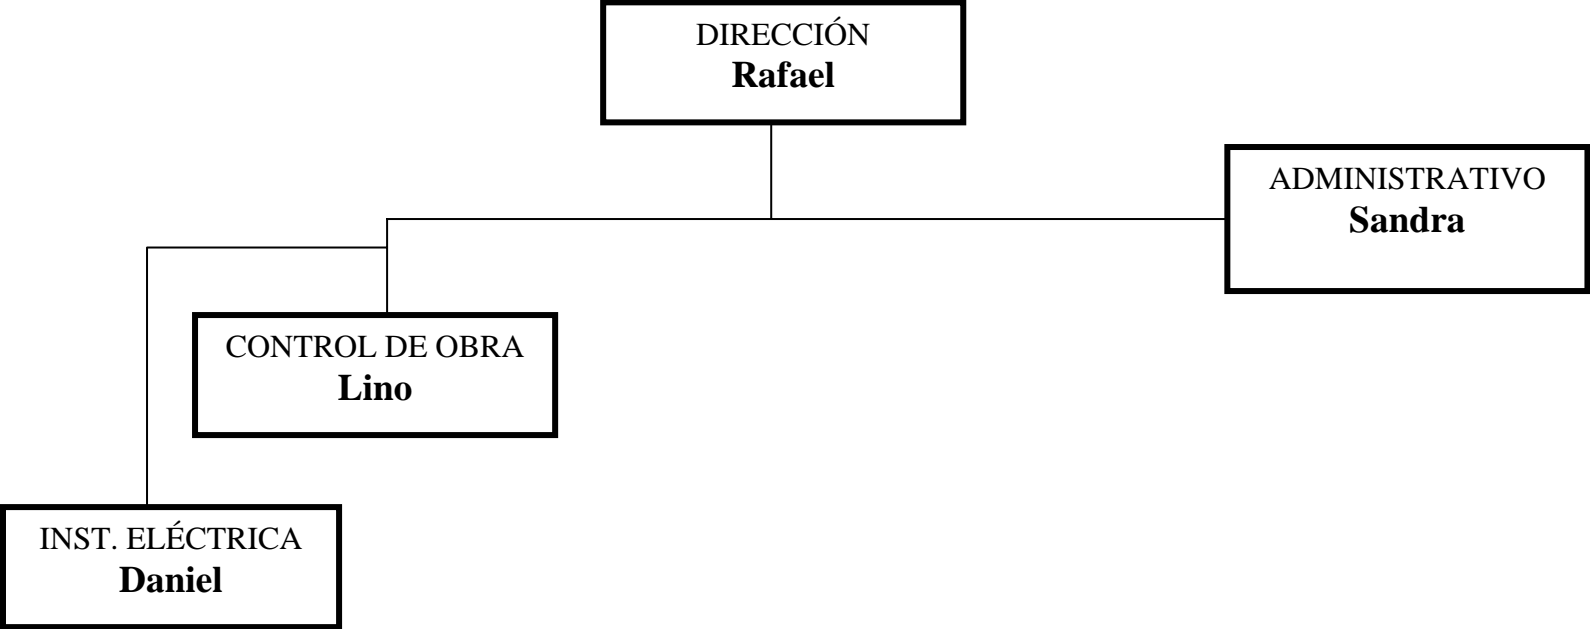 DIRECCIÓN
Rafael
ADMINISTRATIVO
Sandra
CONTROL DE OBRA
Lino
INST. ELÉCTRICA
Daniel